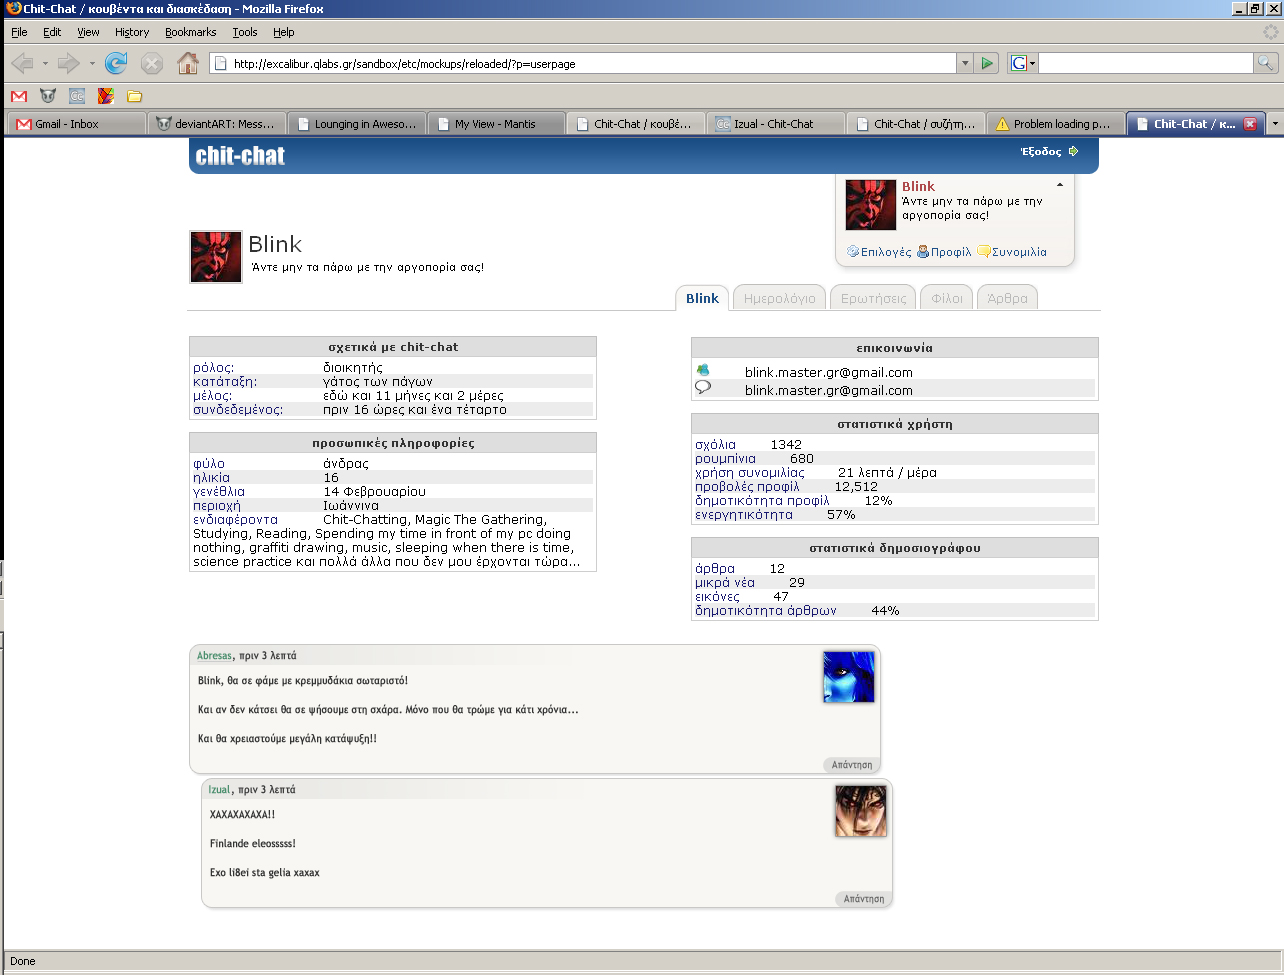 Chit-Chat / κουβέντα και διασκέδαση - Mozilla Firefox
File Edit View History Bookmarks Tools Help
http://excalibur.qlabs.gr/sandbox/etc/mockups/reloaded/?p=userpage
Gmail - Inbox
deviantART: Mess...
Lounging in Aweso...
My View - Mantis
Chit-Chat / κουβέ...
Izual - Chit-Chat
Chit-Chat / συζήτη...
Problem loading p...
Chit-Chat / κ...
chit-chat
Έξοδος
Blink
Άντε μην τα πάρω με την
αργοπορία σας!
Επιλογές Προφίλ Συνομιλία
Blink
Άντε μην τα πάρω με την αργοπορία σας!
Blink Ημερολόγιο Ερωτήσεις Φίλοι Άρθρα
σχετικά με chit-chat
ρόλος: διοικητής
κατάταξη: γάτος των πάγων
μέλος: εδώ και 11 μήνες και 2 μέρες
συνδεδεμένος: πριν 16 ώρες και ένα τέταρτο
προσωπικές πληροφορίες
φύλο άνδρας
ηλικία 16
γενέθλια 14 Φεβρουαρίου
περιοχή Ιωάννινα
ενδιαφέροντα Chit-Chatting, Magic The Gathering,
Studying, Reading, Spending my time in front of my pc doing
nothing, graffiti drawing, music, sleeping when there is time,
science practice και πολλά άλλα που δεν μου έρχονται τώρα...
επικοινωνία
blink.master.gr@gmail.com
blink.master.gr@gmail.com
στατιστικά χρήστη
σχόλια 1342
ρουμπίνια 680
χρήση συνομιλίας 21 λεπτά / μέρα
προβολές προφίλ 12,512
δημοτικότητα προφίλ 12%
ενεργητικότητα 57%
στατιστικά δημοσιογράφου
άρθρα 12
μικρά νέα 29
εικόνες 47
δημοτικότητα άρθρων 44%
Abresas, πριν 3 λεπτά
Blink, θα σε φάμε με κρεμμυδάκια σωταριστό!
Και αν δεν κάτσει θα σε ψήσουμε στη σχάρα. Μόνο που θα τρώμε για κάτι χρόνια...
Και θα χρειαστούμε μεγάλη κατάψυξη!!
Απάντηση
Izual, πριν 3 λεπτά
XAXAXAXAXA!!
Finlande eleosssss!
Exo li8ei sta gelia xaxax
Απάντηση
Done